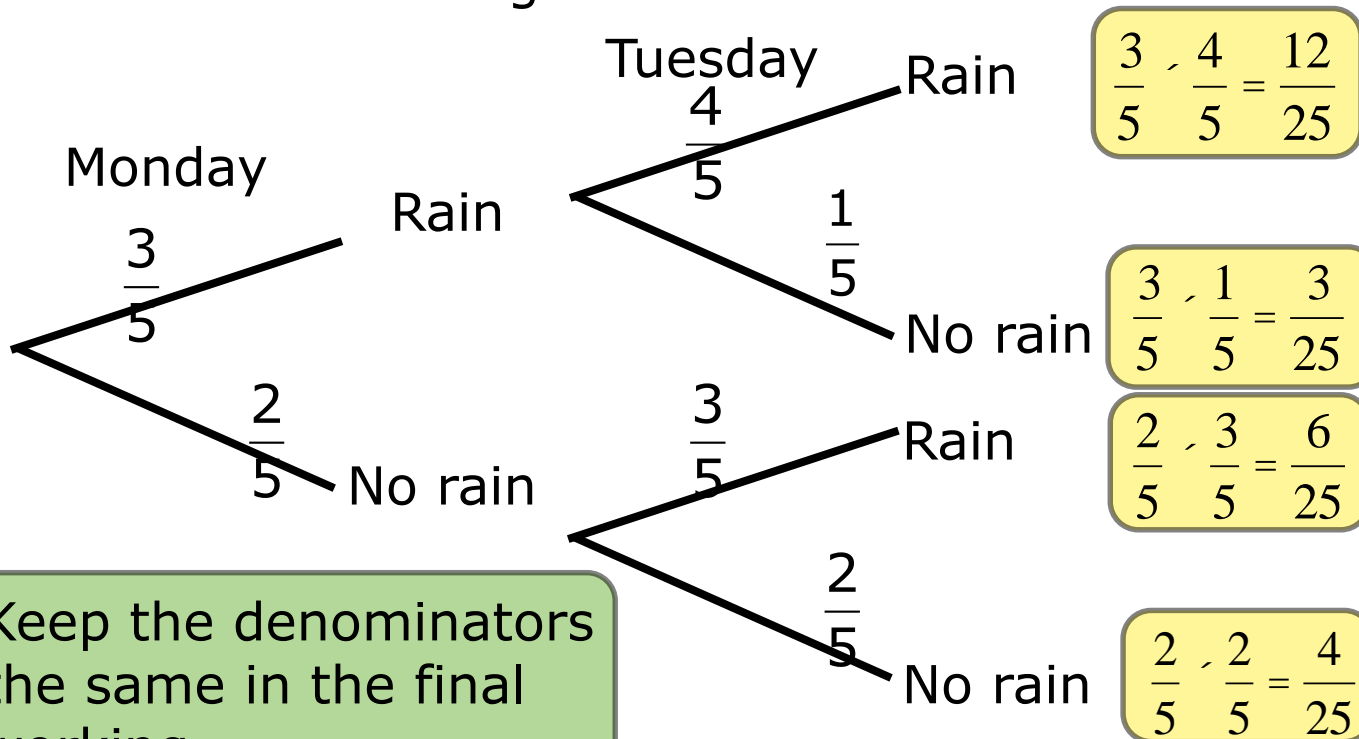 Tuesday
Monday
3/5
Rain
2/5
No rain
4/5
Rain
1/5
No rain
3/5
Rain
2/5
No rain
3/5 ´ 4/5 = 12/25
3/5 ´ 1/5 = 3/25
2/5 ´ 3/5 = 6/25
2/5 ´ 2/5 = 4/25
Keep the denominators
the same in the final
working